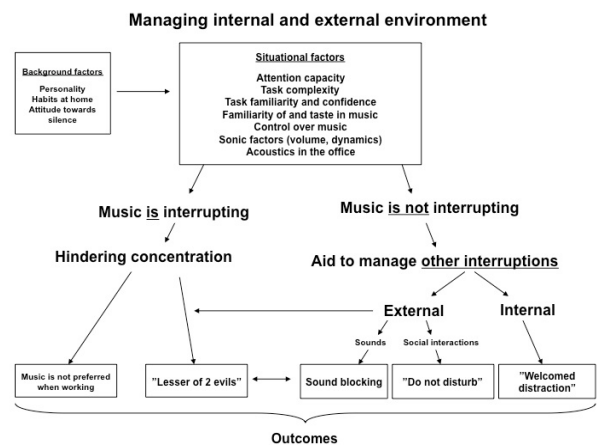 Managing internal and external environment
Background factors
Personality
Habits at home
Attitude towards
silence
Situational factors
Attention capacity
Task complexity
Task familiarity and confidence
Familiarity of and taste in music
Control over music
Sonic factors (volume, dynamics)
Acoustics in the office
Music is interrupting
Music is not interrupting
Hindering concentration
Aid to manage other interruptions
External
Internal
Sounds
Social interactions
Music is not preferred
when working
"Lesser of 2 evils"
Sound blocking
"Do not disturb"
"Welcomed
distraction"
Outcomes